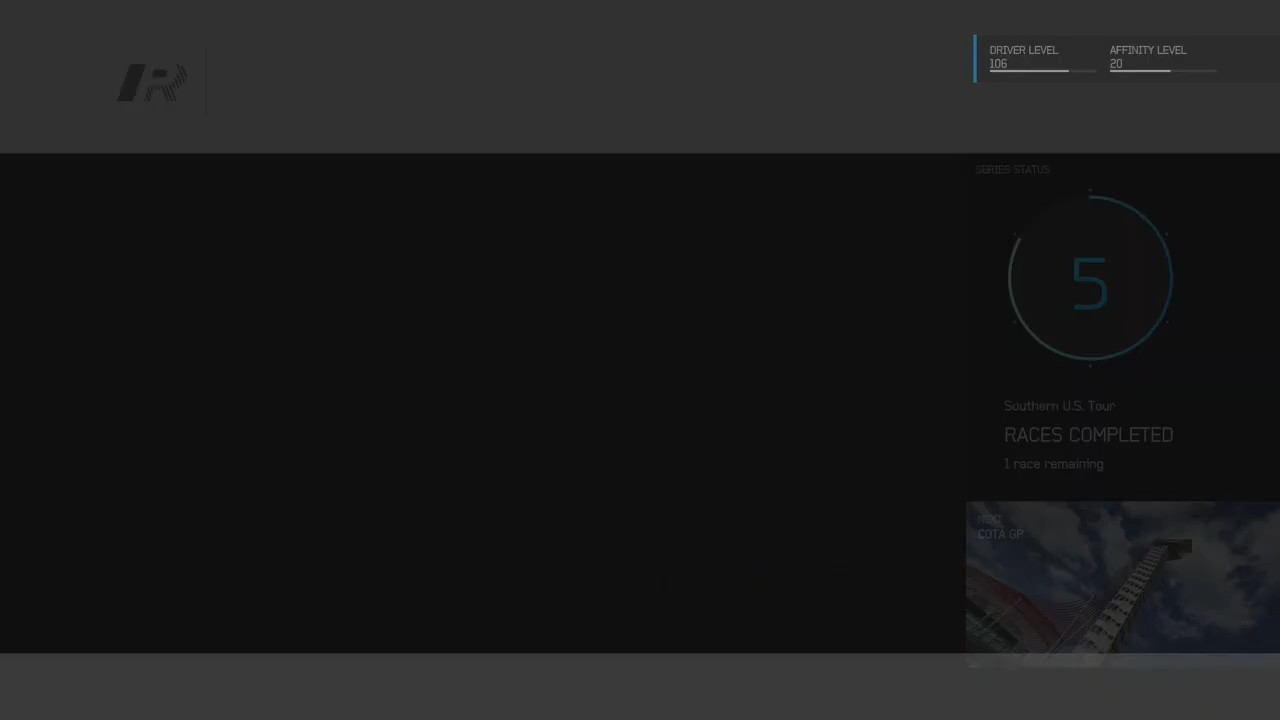 DRIVER LEVEL
106
AFFINITY LEVEL
20
SERIES STATUS
5
Southern U.S. Tour
RACES COMPLETED
1 race remaining
NEXT
COTA GP